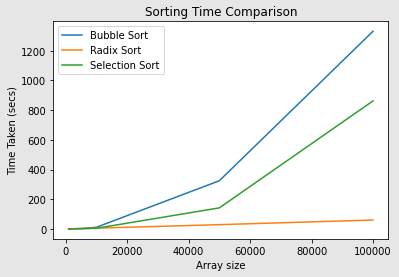 Sorting Time Comparison
Bubble Sort
Radix Sort
Selection Sort
Time Taken (secs)
1200
1000
800
600
400
200
0
0 20000 40000 60000 80000 100000
Array size